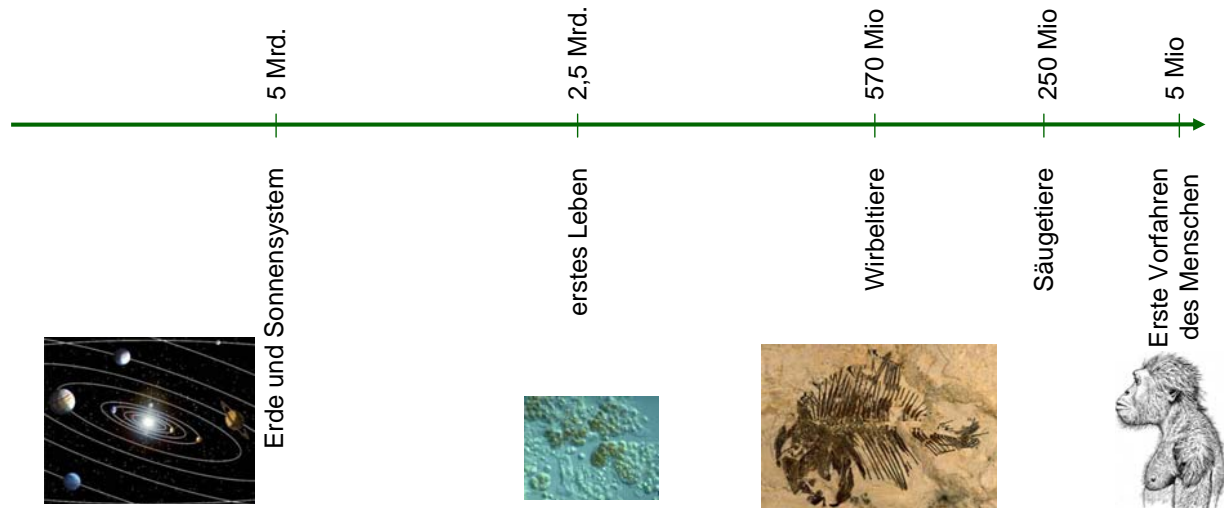 5 Mrd.
2,5 Mrd.
570 Mio
250 Mio
5 Mio
Erde und Sonnensystem
erstes Leben
Wirbeltiere
Säugetiere
Erste Vorfahren
des Menschen